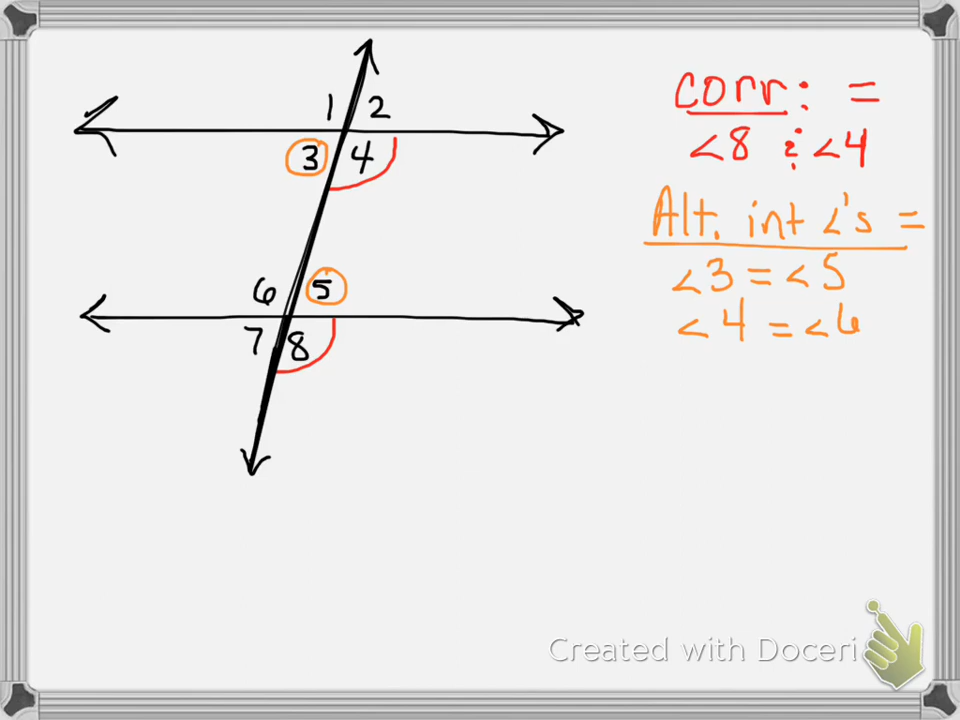 1 2
3 4
6 5
7 8
corr: =
<8 & <4
Alt. int <'s =
<3 = <5
<4 = <6
Created with Doceri